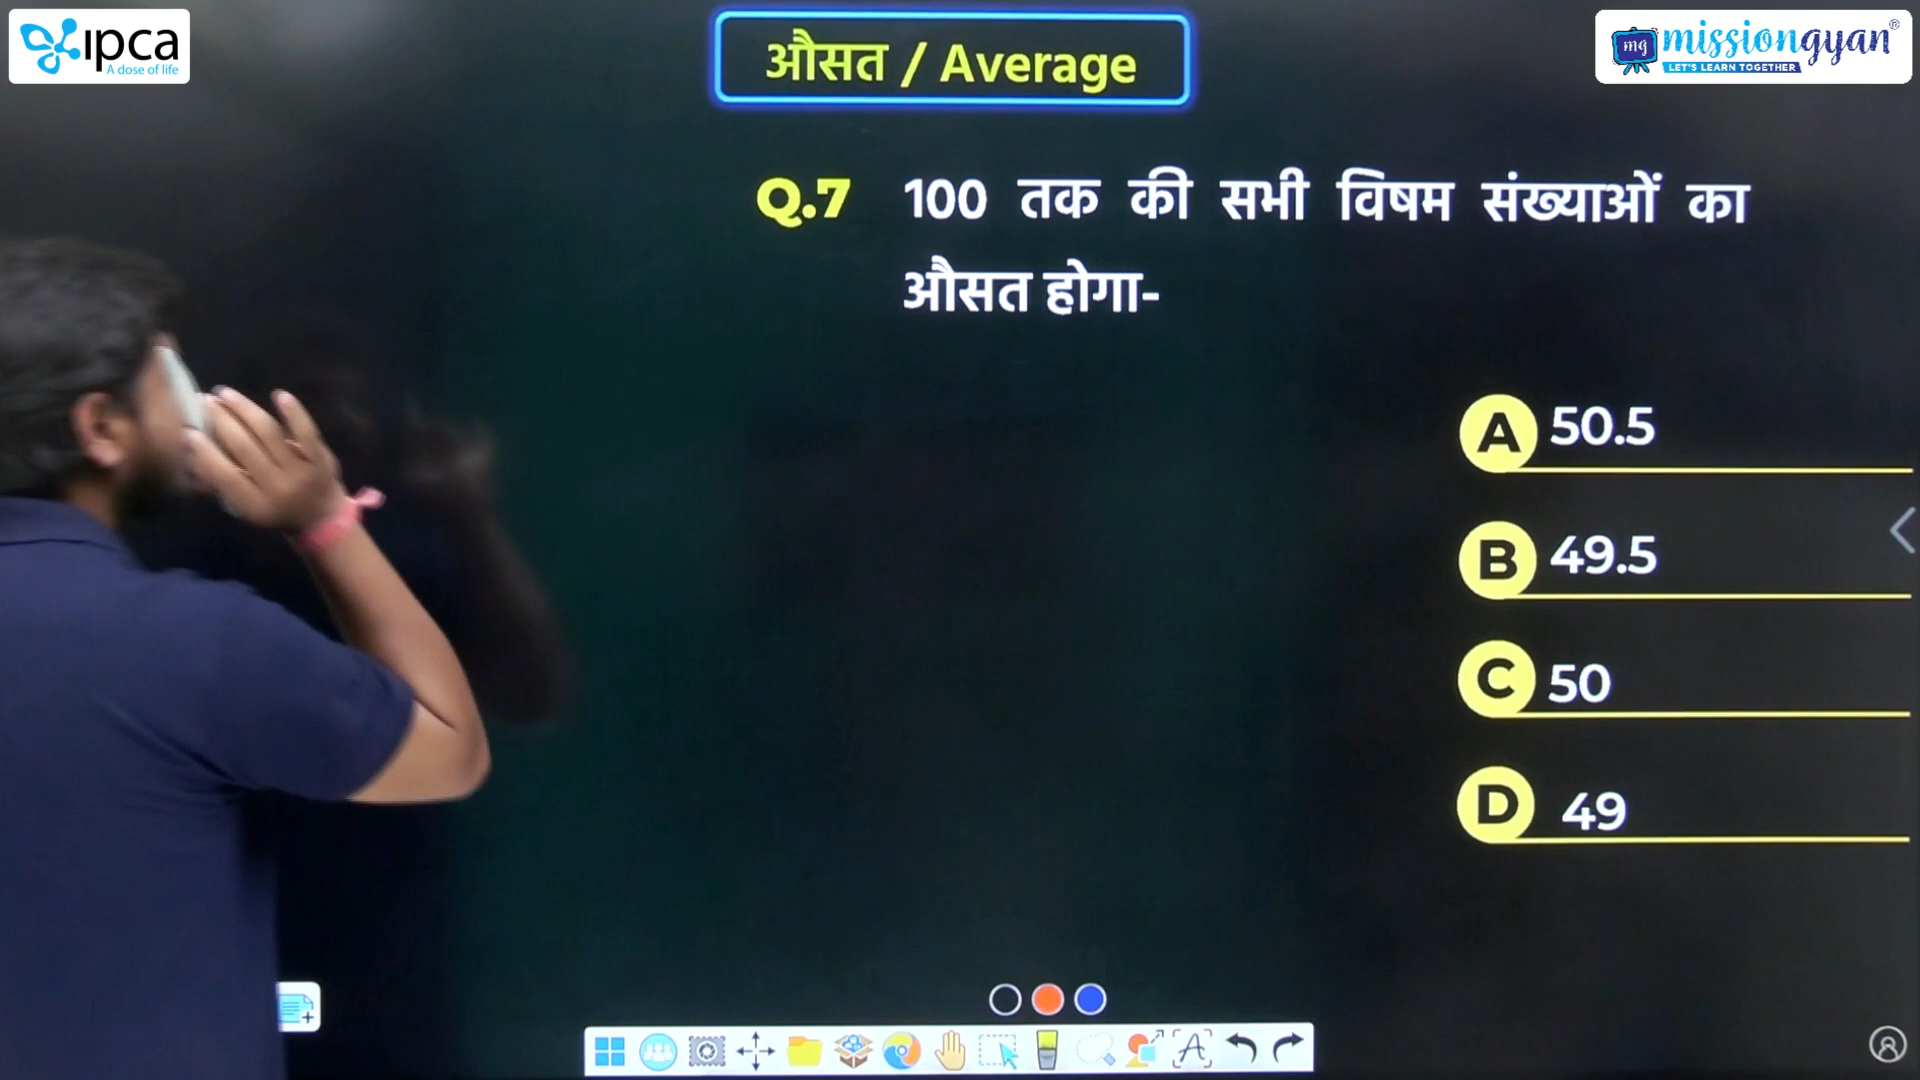 ipca
A dose of life
औसत / Average
missiongyan®
mg
LET'S LEARN TOGETHER
Q.7 100 तक की सभी विषम संख्याओं का
औसत होगा-
A 50.5
B 49.5
C 50
D 49